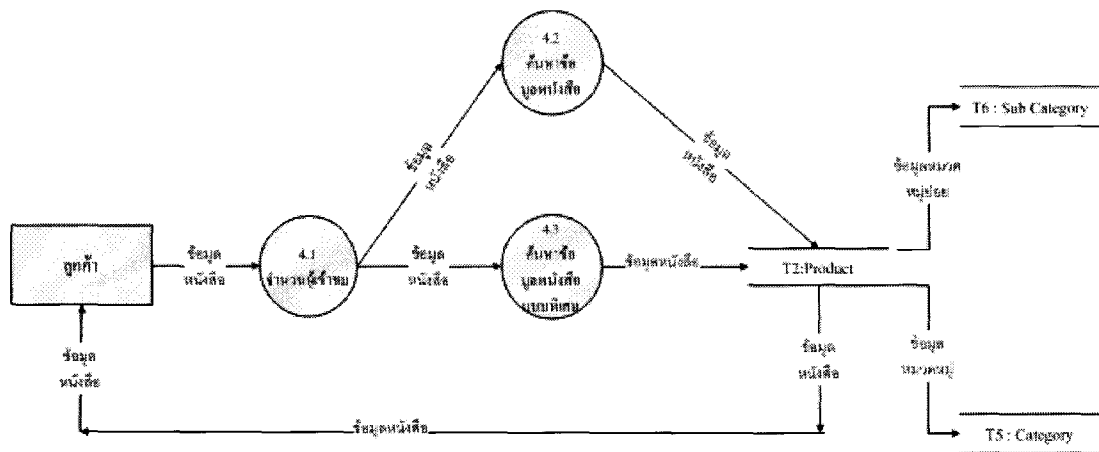 4.2
ค้นหาข้อ
มูลหนังสือ
T6 : Sub Category
ข้อมูล
หนังสือ
ข้อมูล
หนังสือ
ข้อมูลหมวด
หมู่ย่อย
ลูกค้า
ข้อมูล
หนังสือ
4.1
จำนวนผู้เข้าชม
ข้อมูล
หนังสือ
4.3
ค้นหาข้อ
มูลหนังสือ
แบบพิเศษ
ข้อมูลหนังสือ
T2:Product
ข้อมูล
หนังสือ
ข้อมูล
หนังสือ
ข้อมูล
หมวดหมู่
ข้อมูลหนังสือ
T5 : Category